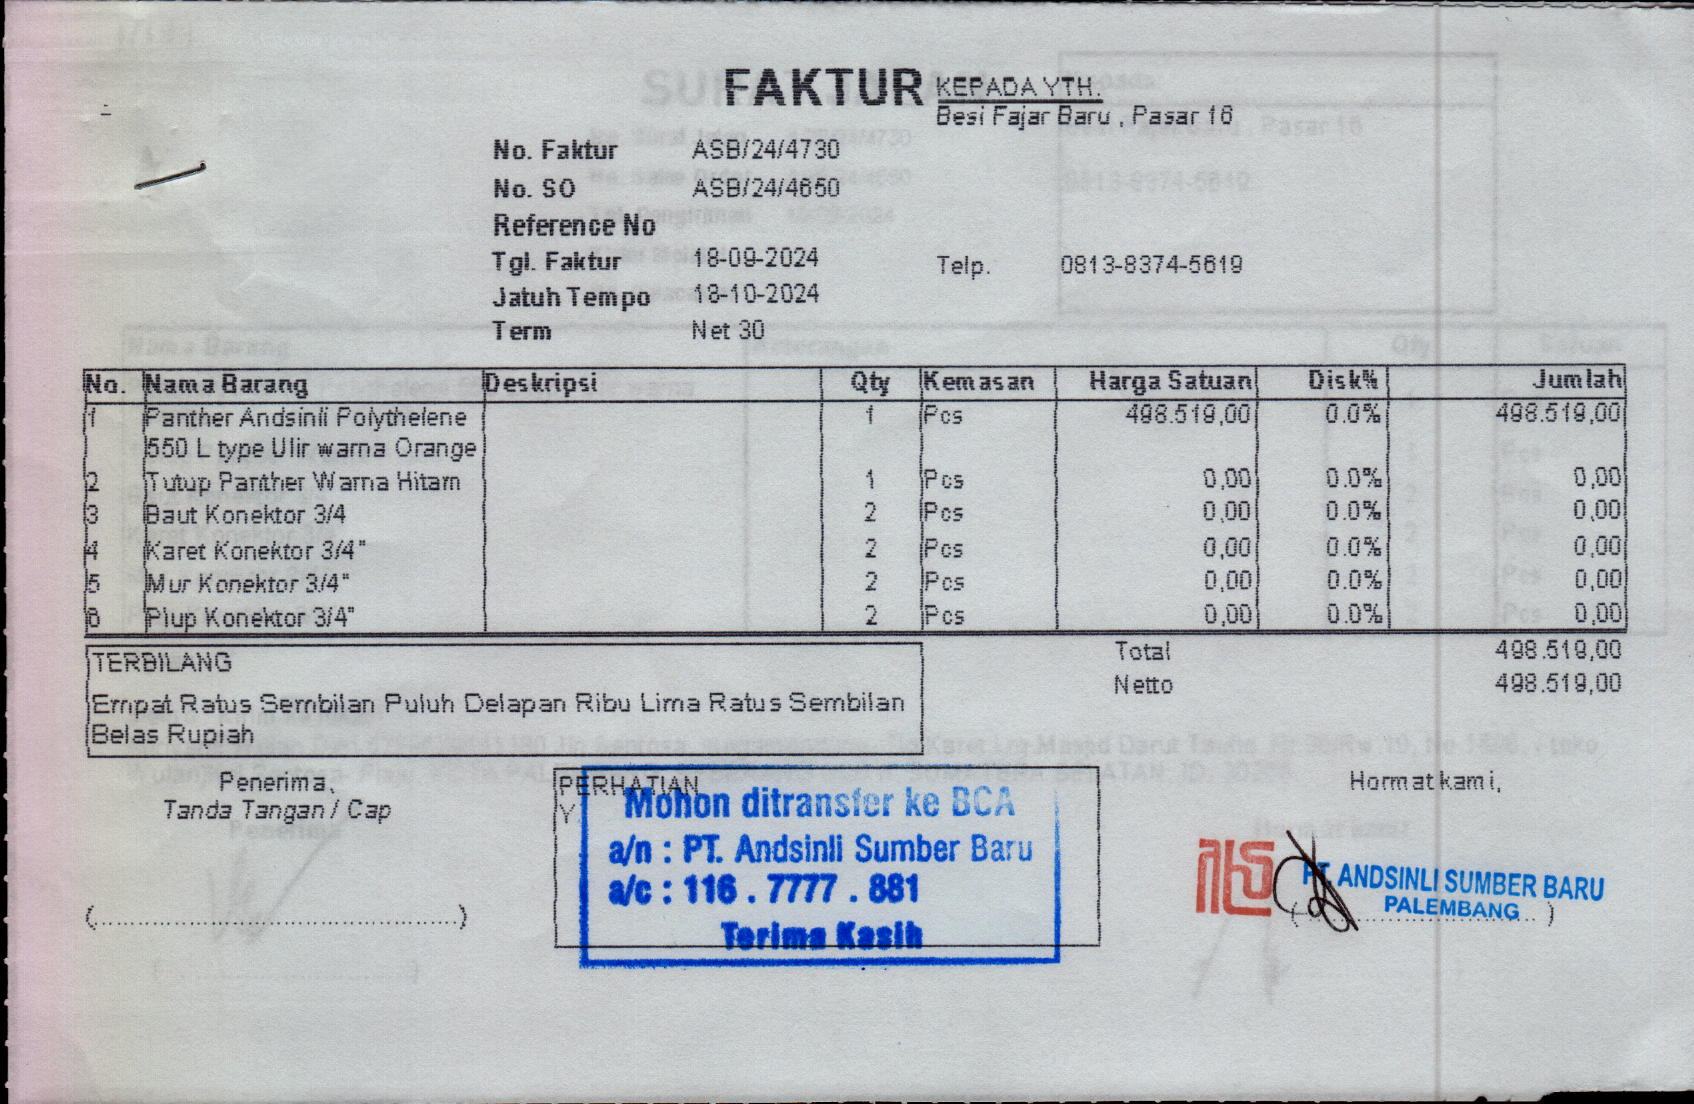 FAKTUR
KEPADA YTH.
Besi Fajar Baru , Pasar 16
No. Faktur ASB/24/4730
No. SO ASB/24/4650
Reference No
Tgl. Faktur 18-09-2024
Telp. 0813-8374-5619
Jatuh Tempo 18-10-2024
Term Net 30
No. Nama Barang Deskripsi Qty Kemasan Harga Satuan Disk% Jumlah
1 Panther Andsinli Polythelene 1 Pcs 498.519,00 0.0% 498.519,00
550 L type Ulir warna Orange
2 Tutup Panther Warna Hitam 1 Pcs 0,00 0.0% 0,00
3 Baut Konektor 3/4 2 Pcs 0,00 0.0% 0,00
4 Karet Konektor 3/4" 2 Pcs 0,00 0.0% 0,00
5 Mur Konektor 3/4" 2 Pcs 0,00 0.0% 0,00
6 Plup Konektor 3/4" 2 Pcs 0,00 0.0% 0,00
Total 498.519,00
Netto 498.519,00
TERBILANG
Empat Ratus Sembilan Puluh Delapan Ribu Lima Ratus Sembilan
Belas Rupiah
Penerima,
Tanda Tangan / Cap
(..............................)
PERHATIAN
Mohon ditransfer ke BCA
a/n : PT. Andsinli Sumber Baru
a/c : 116 . 7777 . 881
Terima Kasih
Hormat kami,
PT. ANDSINLI SUMBER BARU
PALEMBANG